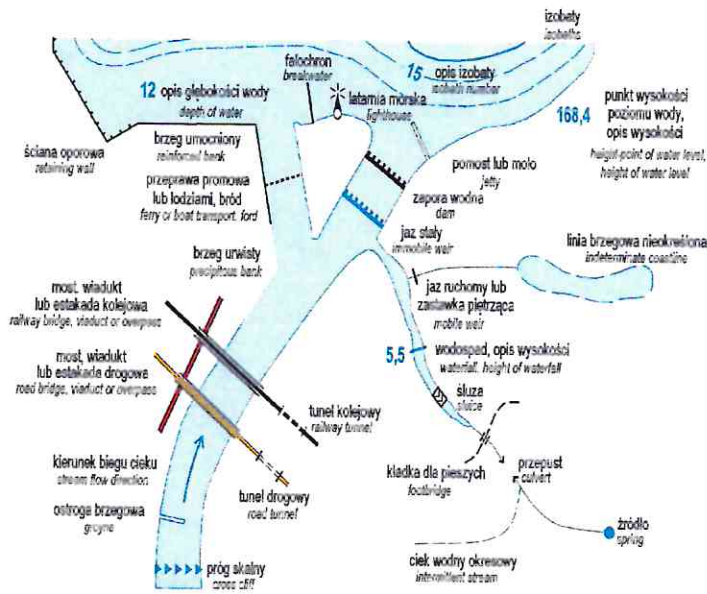 izobaty
isobaths
falochron
breakwater
15 opis izobaty
isobath number
12 opis głębokości wody
depth of water
latarnia morska
lighthouse
168,4
punkt wysokości
poziomu wody,
opis wysokości
height-point of water level,
height of water level
ściana oporowa
retaining wall
brzeg umocniony
reinforced bank
przeprawa promowa
lub łodziami, bród
ferry or boat transport, ford
pomost lub molo
jetty
zapora wodna
dam
jaz stały
immobile weir
brzeg urwisty
precipitous bank
linia brzegowa nieokreślona
indeterminate coastline
jaz ruchomy lub
zastawka piętrząca
mobile weir
most, wiadukt
lub estakada kolejowa
railway bridge, viaduct or overpass
most, wiadukt
lub estakada drogowa
road bridge, viaduct or overpass
5,5
wodospad, opis wysokości
waterfall, height of waterfall
śluza
sluice
tunel kolejowy
railway tunnel
kierunek biegu cieku
stream flow direction
tunel drogowy
road tunnel
kładka dla pieszych
footbridge
przepust
culvert
ostroga brzegowa
groyne
źródło
spring
próg skalny
cross cliff
ciek wodny okresowy
intermittent stream